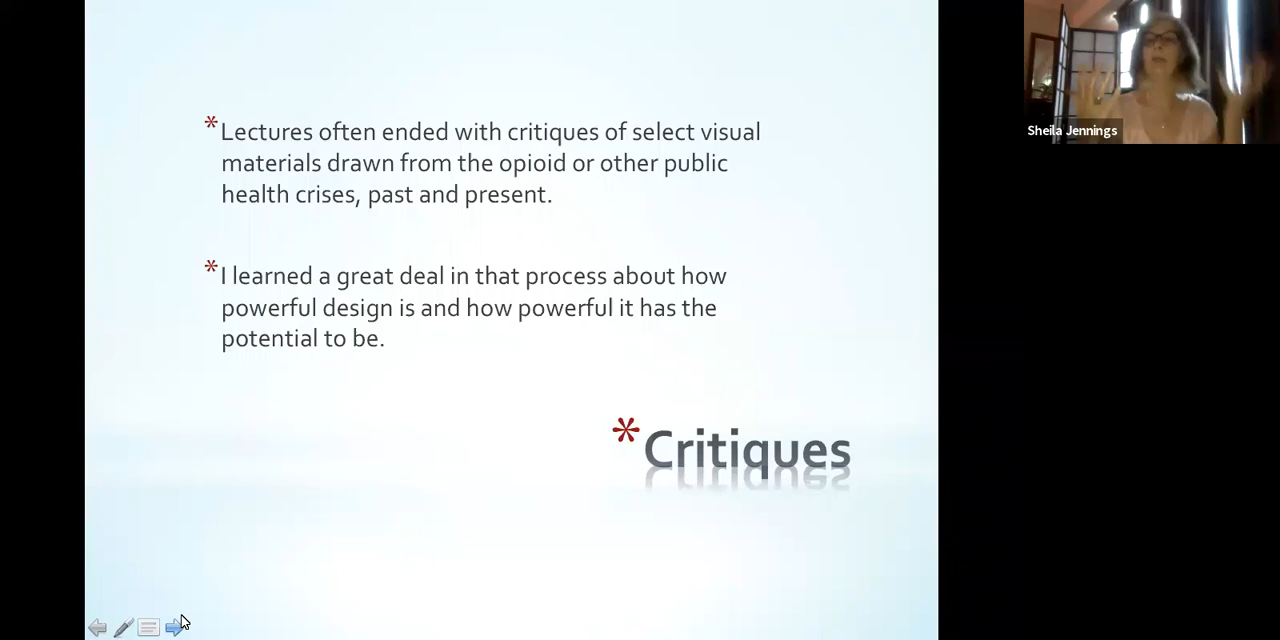 * Lectures often ended with critiques of select visual
materials drawn from the opioid or other public
health crises, past and present.
* I learned a great deal in that process about how
powerful design is and how powerful it has the
potential to be.
* Critiques
Sheila Jennings